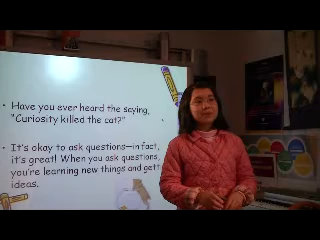 • Have you ever heard the saying,
"Curiosity killed the cat?"
• It's okay to ask questions—in fact,
it's great! When you ask questions,
you're learning new things and gett
ideas.